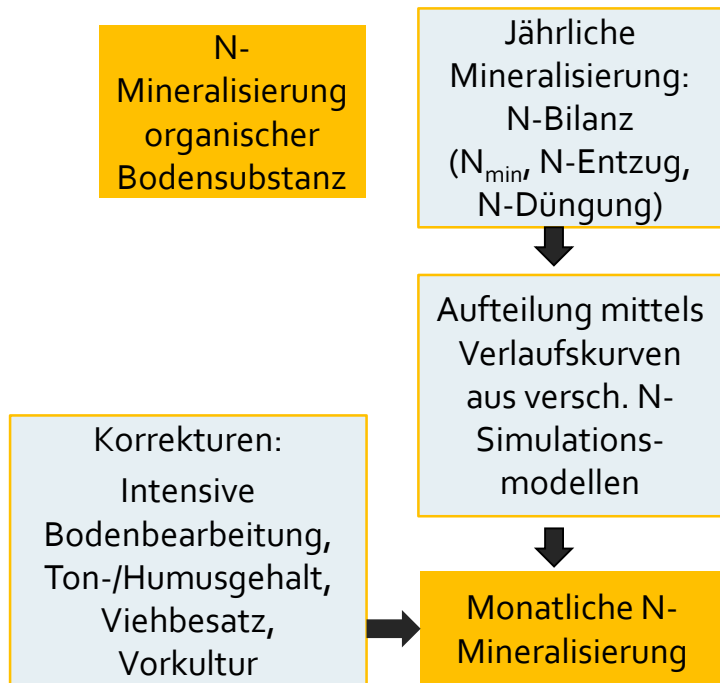 N-
Mineralisierung
organischer
Bodensubstanz
Jährliche
Mineralisierung:
N-Bilanz
(Nmin, N-Entzug,
N-Düngung)
Aufteilung mittels
Verlaufskurven
aus versch. N-
Simulations-
modellen
Korrekturen:
Intensive
Bodenbearbeitung,
Ton-/Humusgehalt,
Viehbesatz,
Vorkultur
Monatliche N-
Mineralisierung